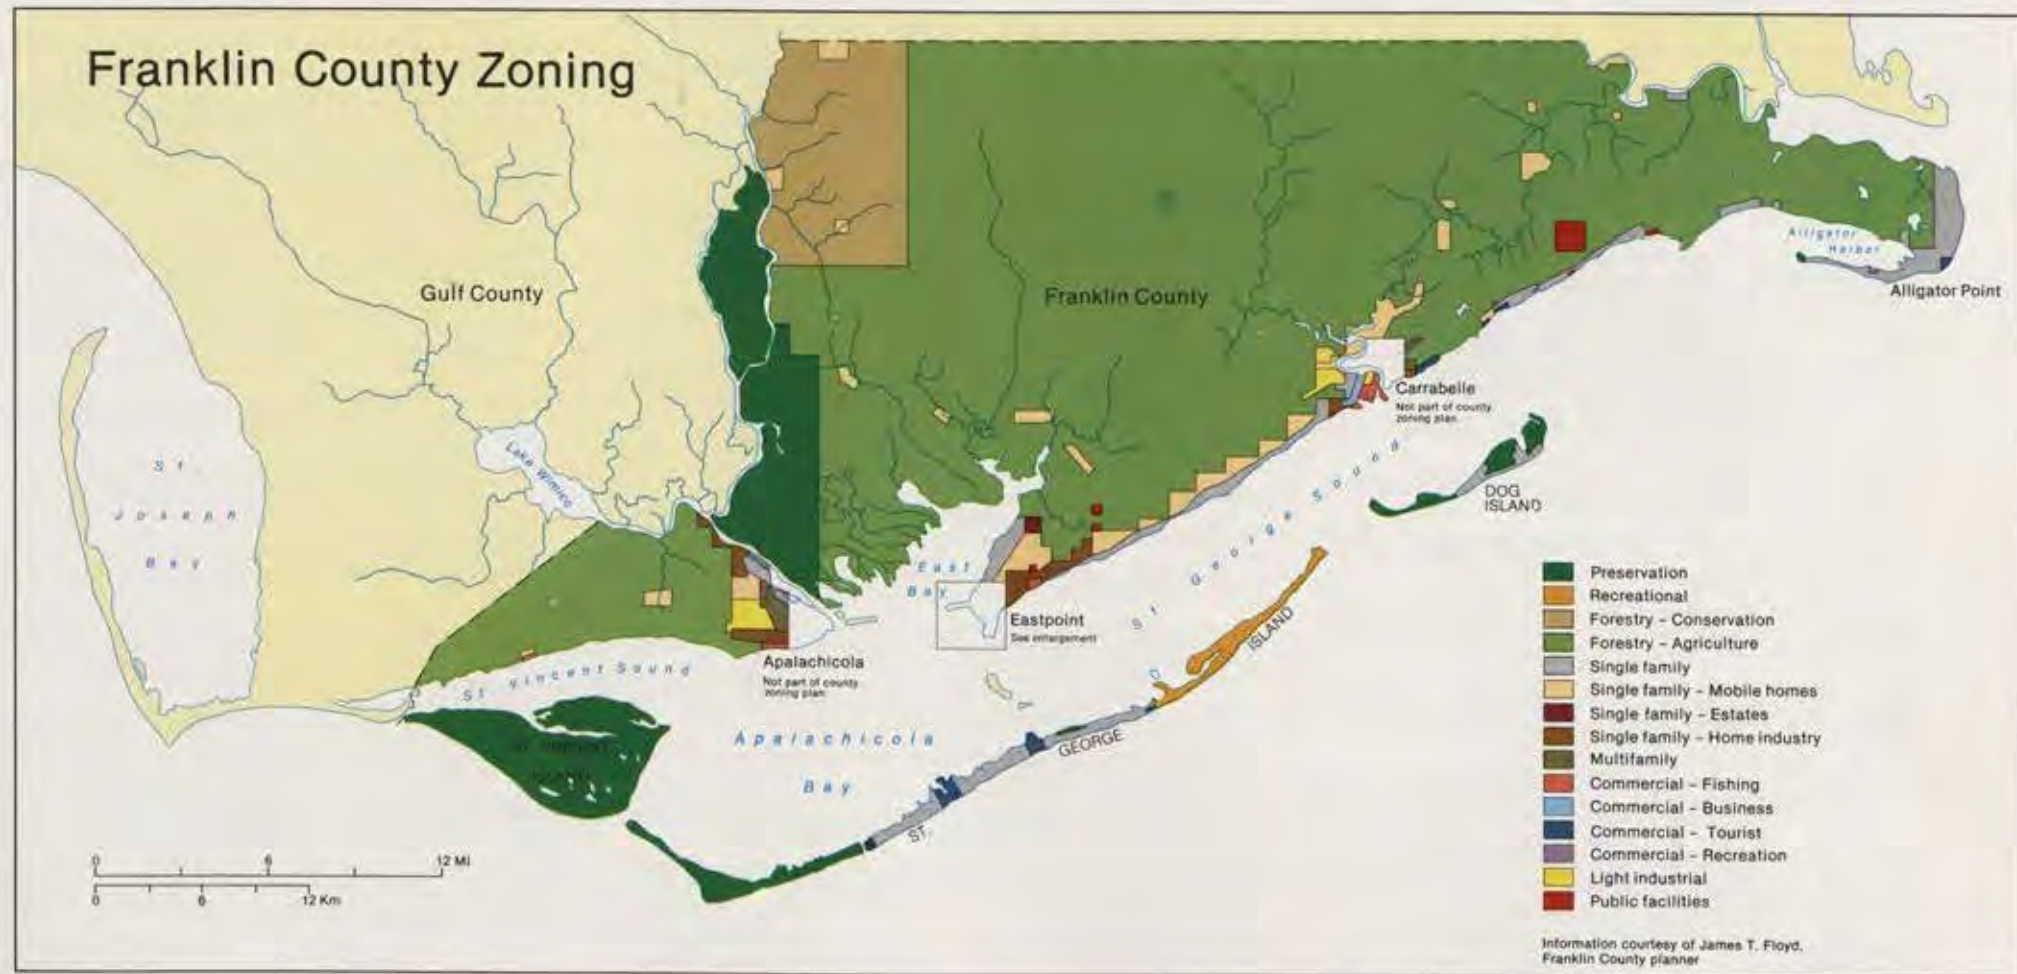 Franklin County Zoning
Gulf County
Franklin County
Alligator
Harbor
Alligator Point
St.
Joseph
Bay
Lake Wimico
Carrabelle
Not part of county
zoning plan
DOG
ISLAND
St George Sound
East
Bay
Eastpoint
See enlargement
Apalachicola
Not part of county
zoning plan
St Vincent Sound
ST. VINCENT
ISLAND
Apalachicola
Bay
ST.
GEORGE
ISLAND
0 6 12 Mi
0 6 12 Km
Preservation
Recreational
Forestry - Conservation
Forestry - Agriculture
Single family
Single family - Mobile homes
Single family - Estates
Single family - Home industry
Multifamily
Commercial - Fishing
Commercial - Business
Commercial - Tourist
Commercial - Recreation
Light industrial
Public facilities
Information courtesy of James T. Floyd,
Franklin County planner